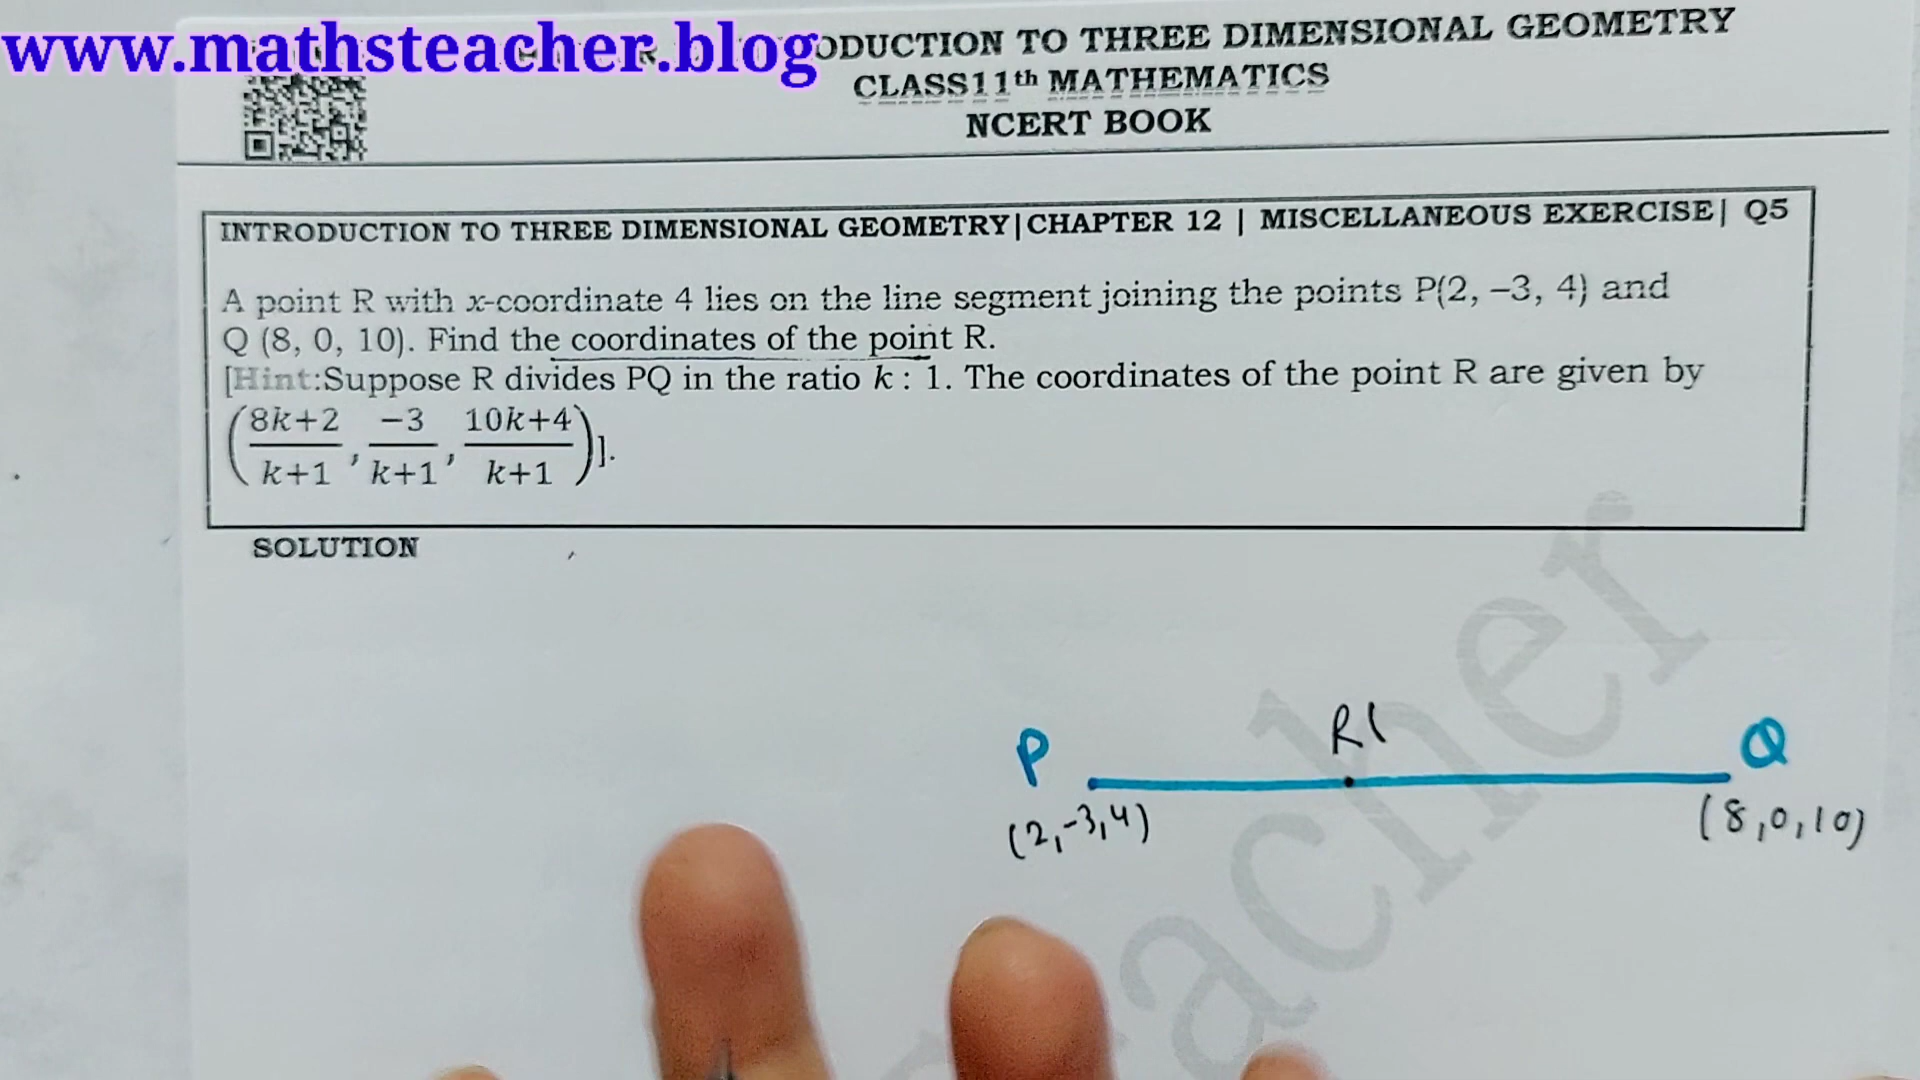 www.mathsteacher.blog
ODUCTION TO THREE DIMENSIONAL GEOMETRY
CLASS11th MATHEMATICS
NCERT BOOK
INTRODUCTION TO THREE DIMENSIONAL GEOMETRY|CHAPTER 12 | MISCELLANEOUS EXERCISE| Q5
A point R with x-coordinate 4 lies on the line segment joining the points P(2, −3, 4) and
Q (8, 0, 10). Find the coordinates of the point R.
[Hint:Suppose R divides PQ in the ratio k : 1. The coordinates of the point R are given by
(8k+2/k+1, −3/k+1, 10k+4/k+1)].
SOLUTION
P R( Q
(2,-3,4) (8,0,10)
acher